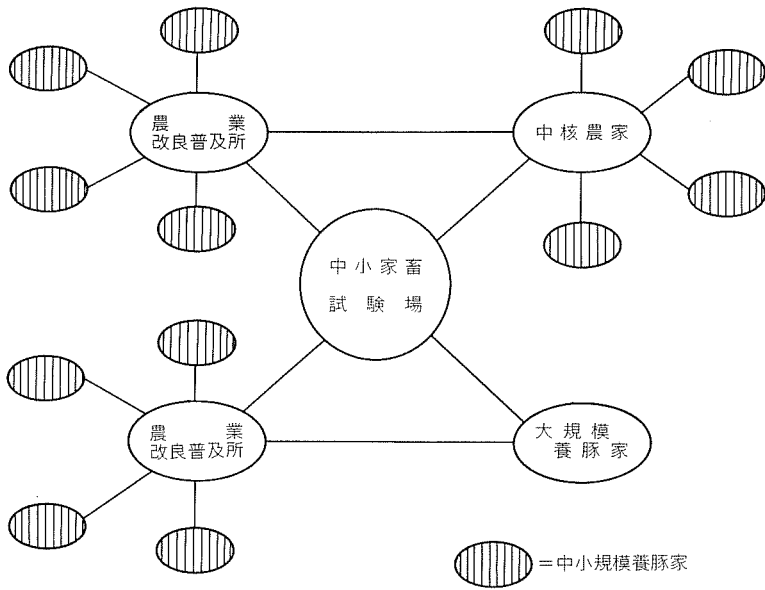 農業
改良普及所
中核農家
中小家畜
試験場
農業
改良普及所
大規模
養豚家
=中小規模養豚家